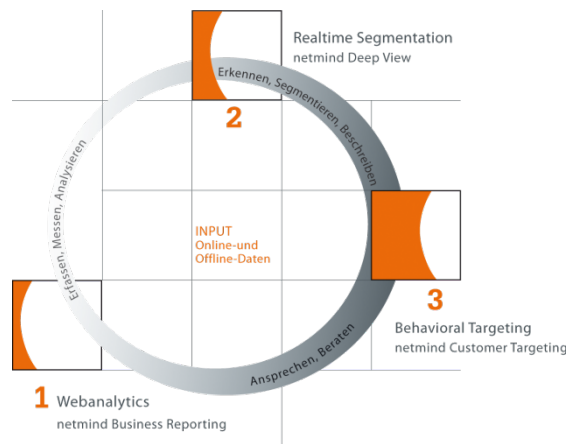 Realtime Segmentation
netmind Deep View
Erkennen, Segmentieren, Beschreiben
2
Erfassen, Messen, Analysieren
INPUT
Online-und
Offline-Daten
3
Behavioral Targeting
netmind Customer Targeting
Ansprechen, Beraten
1 Webanalytics
netmind Business Reporting